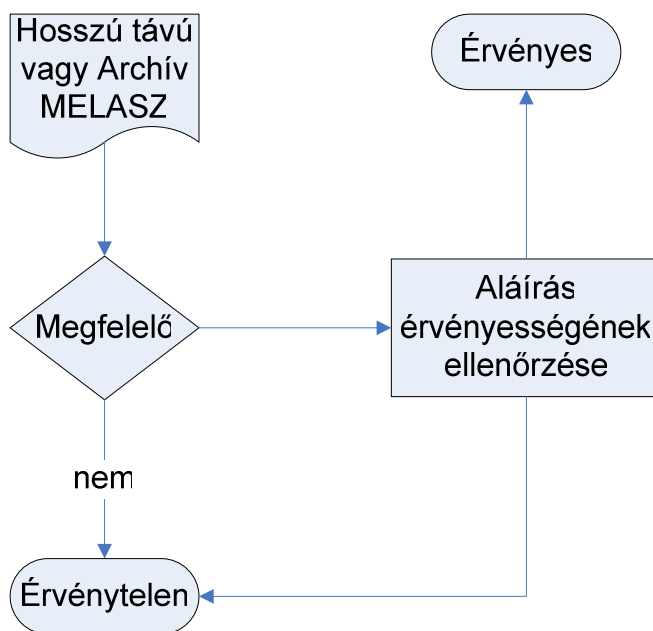 Hosszú távú
vagy Archív
MELASZ
Érvényes
Megfelelő
Aláírás
érvényességének
ellenőrzése
nem
Érvénytelen